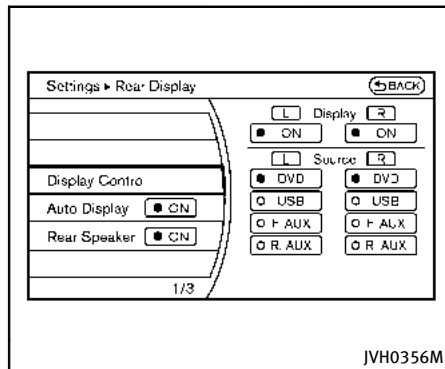 Settings ▸ Rear Display
BACK
L Display R
ON ON
L Source R
Display Contro
DVD DVD
Auto Display ON
USB USB
F AUX F AUX
Rear Speaker ON
R. AUX R AUX
1/3
JVH0356M